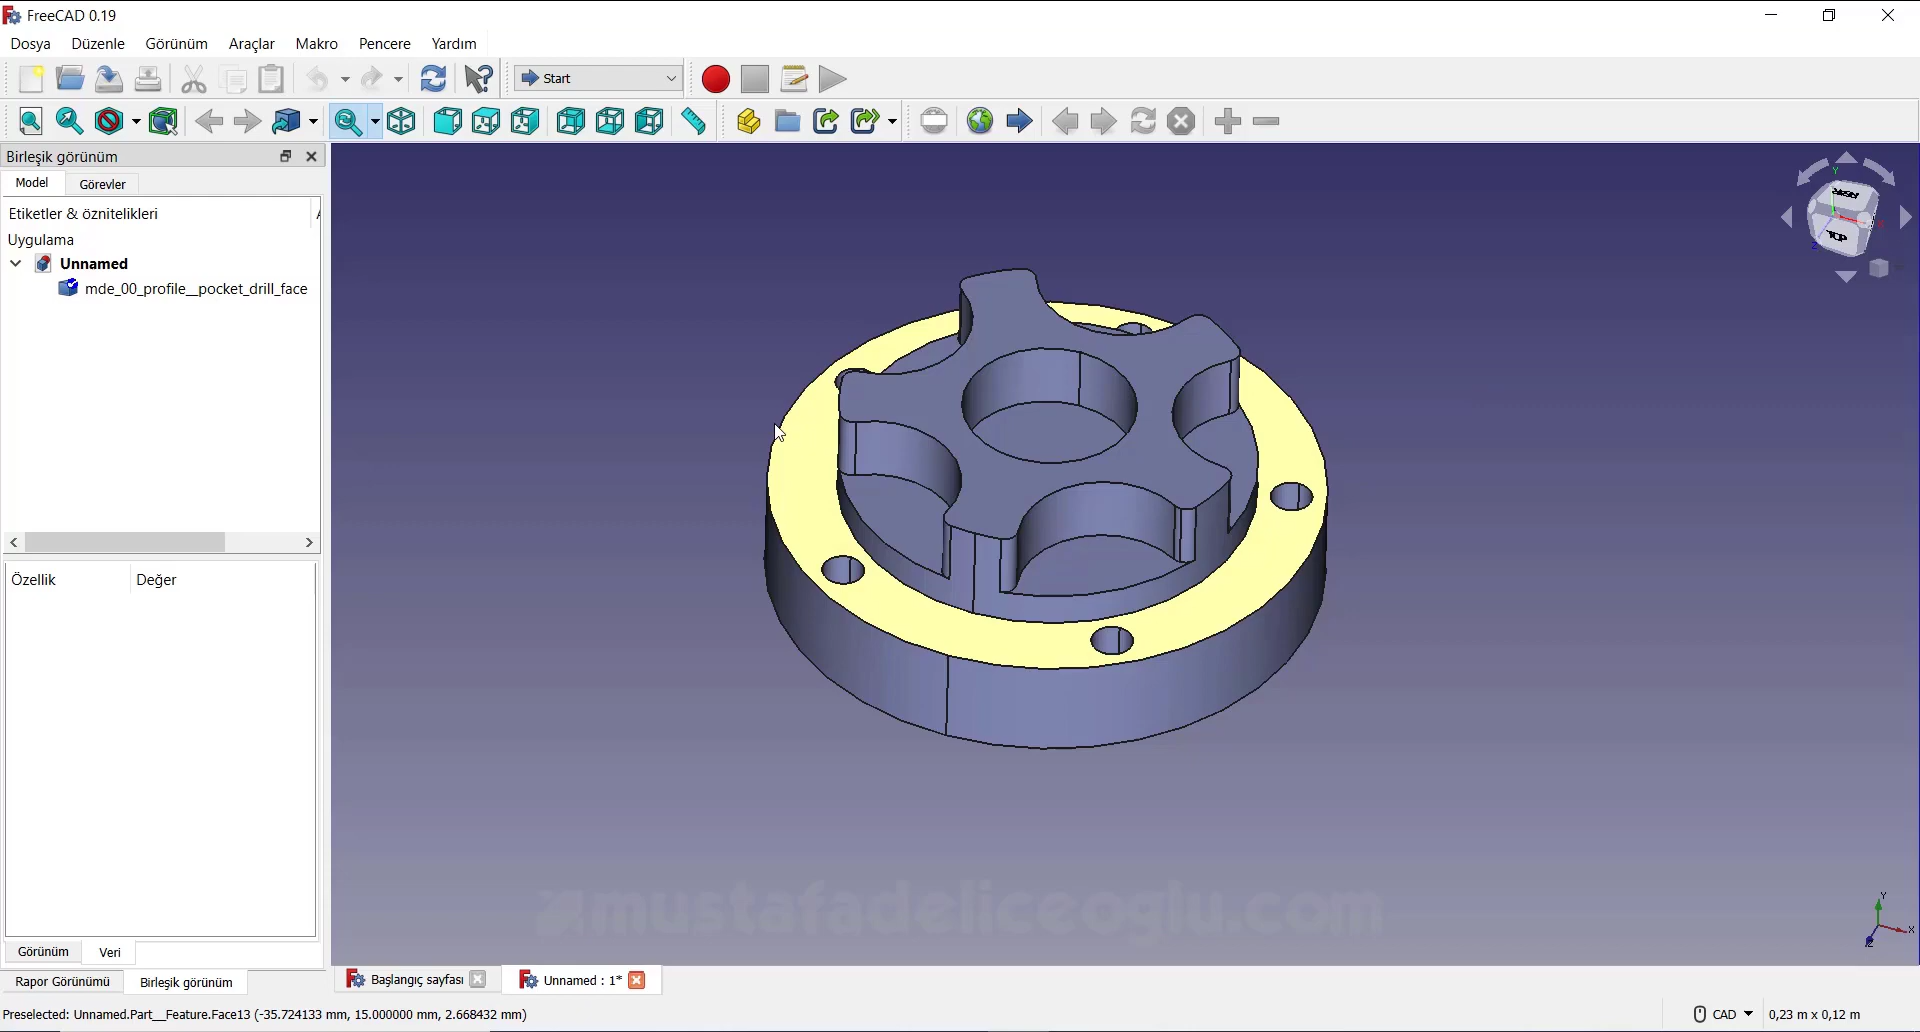 FreeCAD 0.19
Dosya Düzenle Görünüm Araçlar Makro Pencere Yardım
Start
Birleşik görünüm
Model Görevler
Etiketler & öznitelikleri
Uygulama
Unnamed
mde_00_profile__pocket_drill_face
TOP
Y
Z
Özellik Değer
mustafadeliceoglu.com
Y
X
Z
Görünüm Veri
Rapor Görünümü Birleşik görünüm
Başlangıç sayfası Unnamed : 1*
Preselected: Unnamed.Part__Feature.Face13 (-35.724133 mm, 15.000000 mm, 2.668432 mm)
CAD 0,23 m x 0,12 m